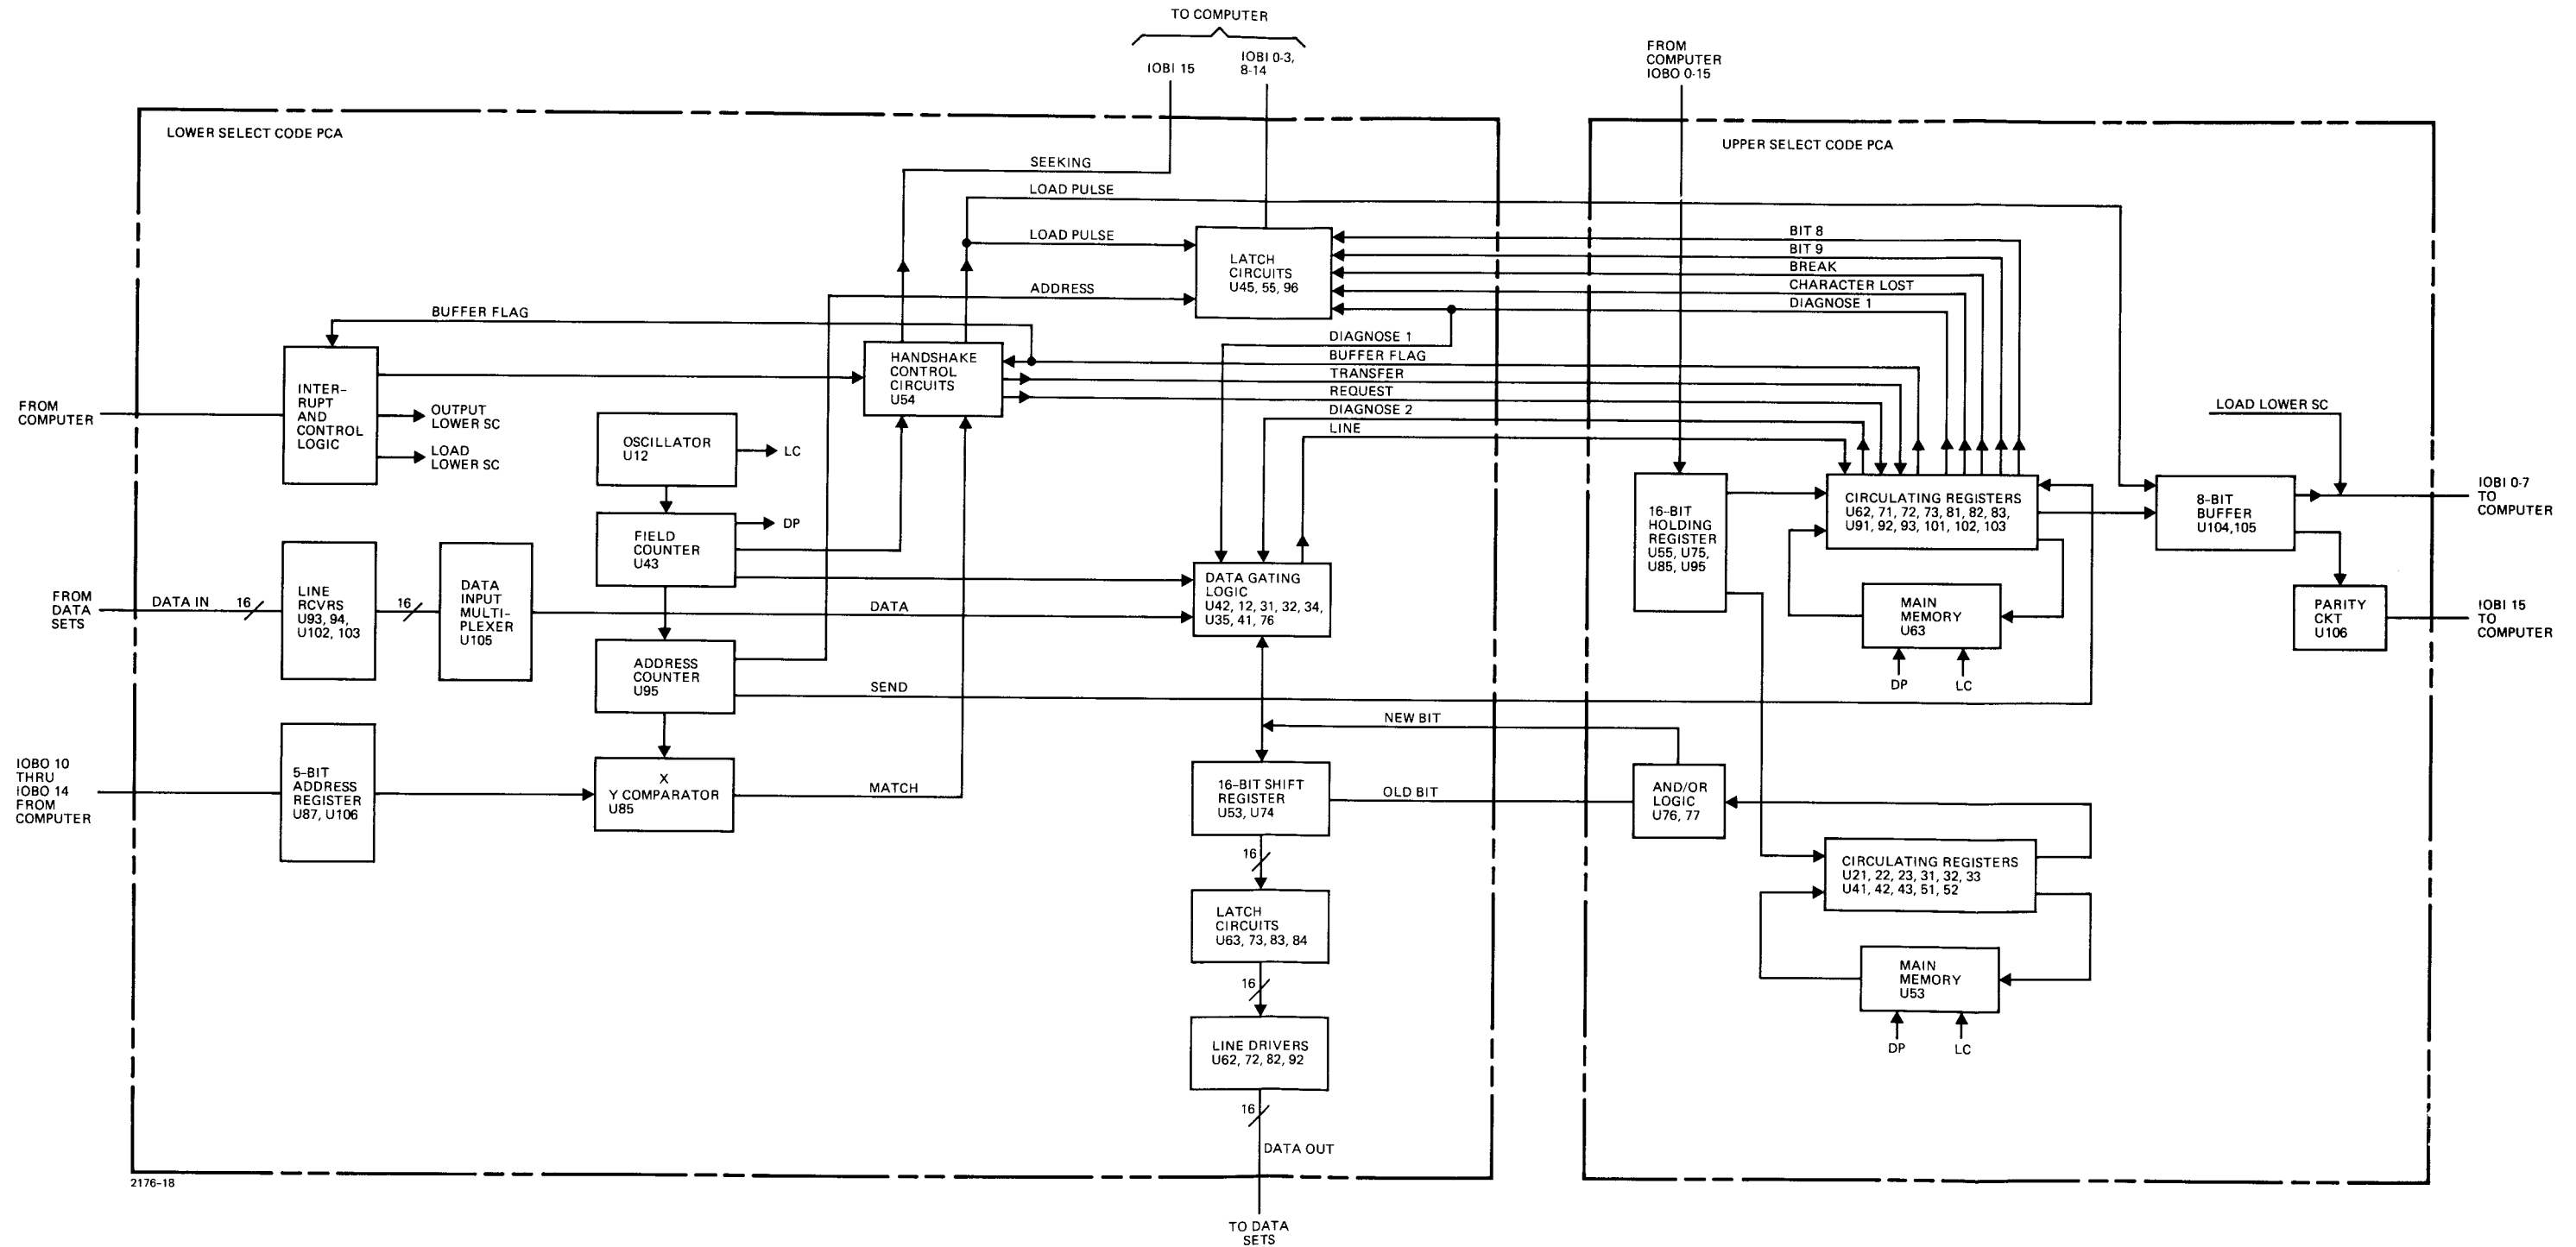 TO COMPUTER
IOBI 15
IOBI 0-3,
8-14
FROM
COMPUTER
IOBO 0-15
LOWER SELECT CODE PCA
UPPER SELECT CODE PCA
SEEKING
LOAD PULSE
LOAD PULSE
ADDRESS
LATCH
CIRCUITS
U45, 55, 96
BIT 8
BIT 9
BREAK
CHARACTER LOST
DIAGNOSE 1
BUFFER FLAG
DIAGNOSE 1
BUFFER FLAG
TRANSFER
REQUEST
DIAGNOSE 2
LINE
FROM
COMPUTER
INTER-
RUPT
AND
CONTROL
LOGIC
OUTPUT
LOWER SC
LOAD
LOWER SC
HANDSHAKE
CONTROL
CIRCUITS
U54
OSCILLATOR
U12
LC
FIELD
COUNTER
U43
DP
LOAD LOWER SC
16-BIT
HOLDING
REGISTER
U55, U75,
U85, U95
CIRCULATING REGISTERS
U62, 71, 72, 73, 81, 82, 83,
U91, 92, 93, 101, 102, 103
8-BIT
BUFFER
U104,105
IOBI 0-7
TO
COMPUTER
FROM
DATA
SETS
DATA IN
16
LINE
RCVRS
U93, 94,
U102, 103
16
DATA
INPUT
MULTI-
PLEXER
U105
DATA
DATA GATING
LOGIC
U42, 12, 31, 32, 34,
U35, 41, 76
MAIN
MEMORY
U63
DP
LC
PARITY
CKT
U106
IOBI 15
TO
COMPUTER
ADDRESS
COUNTER
U95
SEND
NEW BIT
IOBO 10
THRU
IOBO 14
FROM
COMPUTER
5-BIT
ADDRESS
REGISTER
U87, U106
X
Y COMPARATOR
U85
MATCH
16-BIT SHIFT
REGISTER
U53, U74
OLD BIT
AND/OR
LOGIC
U76, 77
16
CIRCULATING REGISTERS
U21, 22, 23, 31, 32, 33
U41, 42, 43, 51, 52
LATCH
CIRCUITS
U63, 73, 83, 84
16
MAIN
MEMORY
U53
DP
LC
LINE DRIVERS
U62, 72, 82, 92
16
DATA OUT
2176-18
TO DATA
SETS